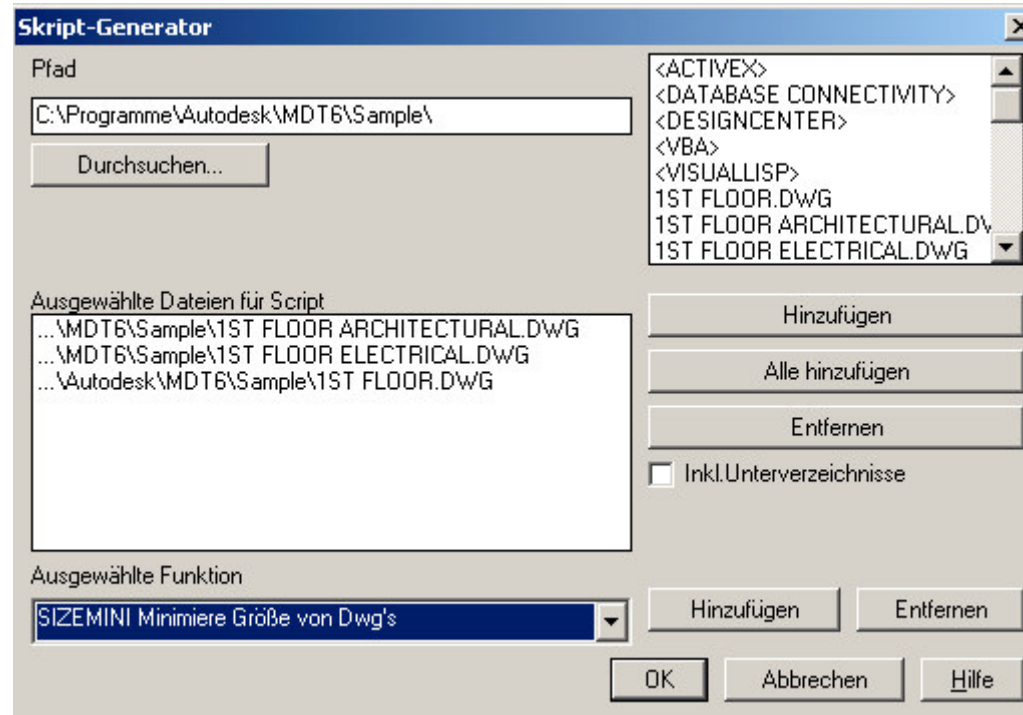 Skript-Generator
Pfad
C:\Programme\Autodesk\MDT6\Sample\
Durchsuchen...
<ACTIVEX>
<DATABASE CONNECTIVITY>
<DESIGNCENTER>
<VBA>
<VISUALLISP>
1ST FLOOR.DWG
1ST FLOOR ARCHITECTURAL.DW
1ST FLOOR ELECTRICAL.DWG
Ausgewählte Dateien für Script
...\MDT6\Sample\1ST FLOOR ARCHITECTURAL.DWG
...\MDT6\Sample\1ST FLOOR ELECTRICAL.DWG
...\Autodesk\MDT6\Sample\1ST FLOOR.DWG
Hinzufügen
Alle hinzufügen
Entfernen
Inkl.Unterverzeichnisse
Ausgewählte Funktion
SIZEMINI Minimiere Größe von Dwg's
Hinzufügen
Entfernen
OK
Abbrechen
Hilfe